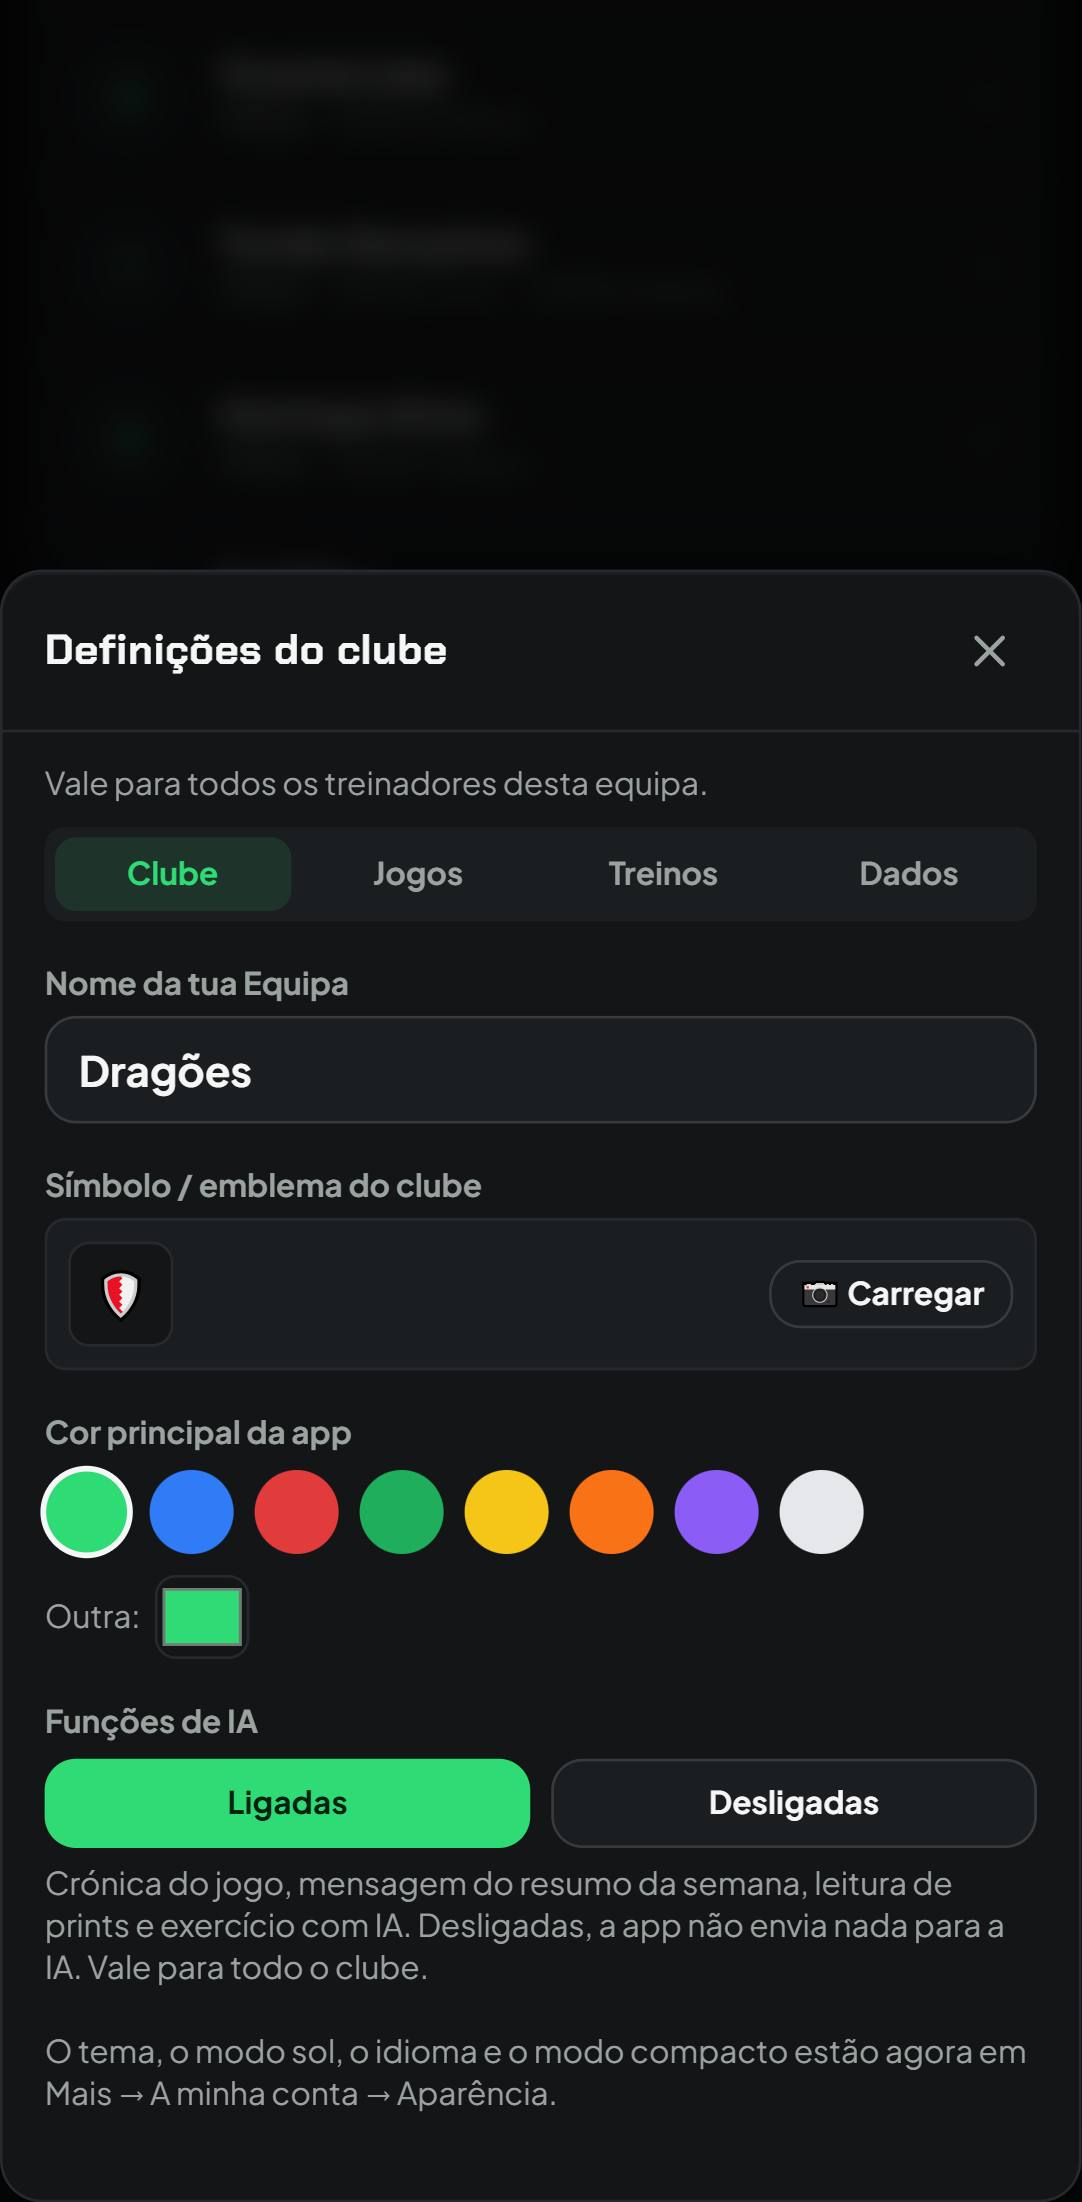 Definições do clube
Vale para todos os treinadores desta equipa.
Clube Jogos Treinos Dados
Nome da tua Equipa
Dragões
Símbolo / emblema do clube
Carregar
Cor principal da app
Outra:
Funções de IA
Ligadas Desligadas
Crónica do jogo, mensagem do resumo da semana, leitura de
prints e exercício com IA. Desligadas, a app não envia nada para a
IA. Vale para todo o clube.
O tema, o modo sol, o idioma e o modo compacto estão agora em
Mais → A minha conta → Aparência.